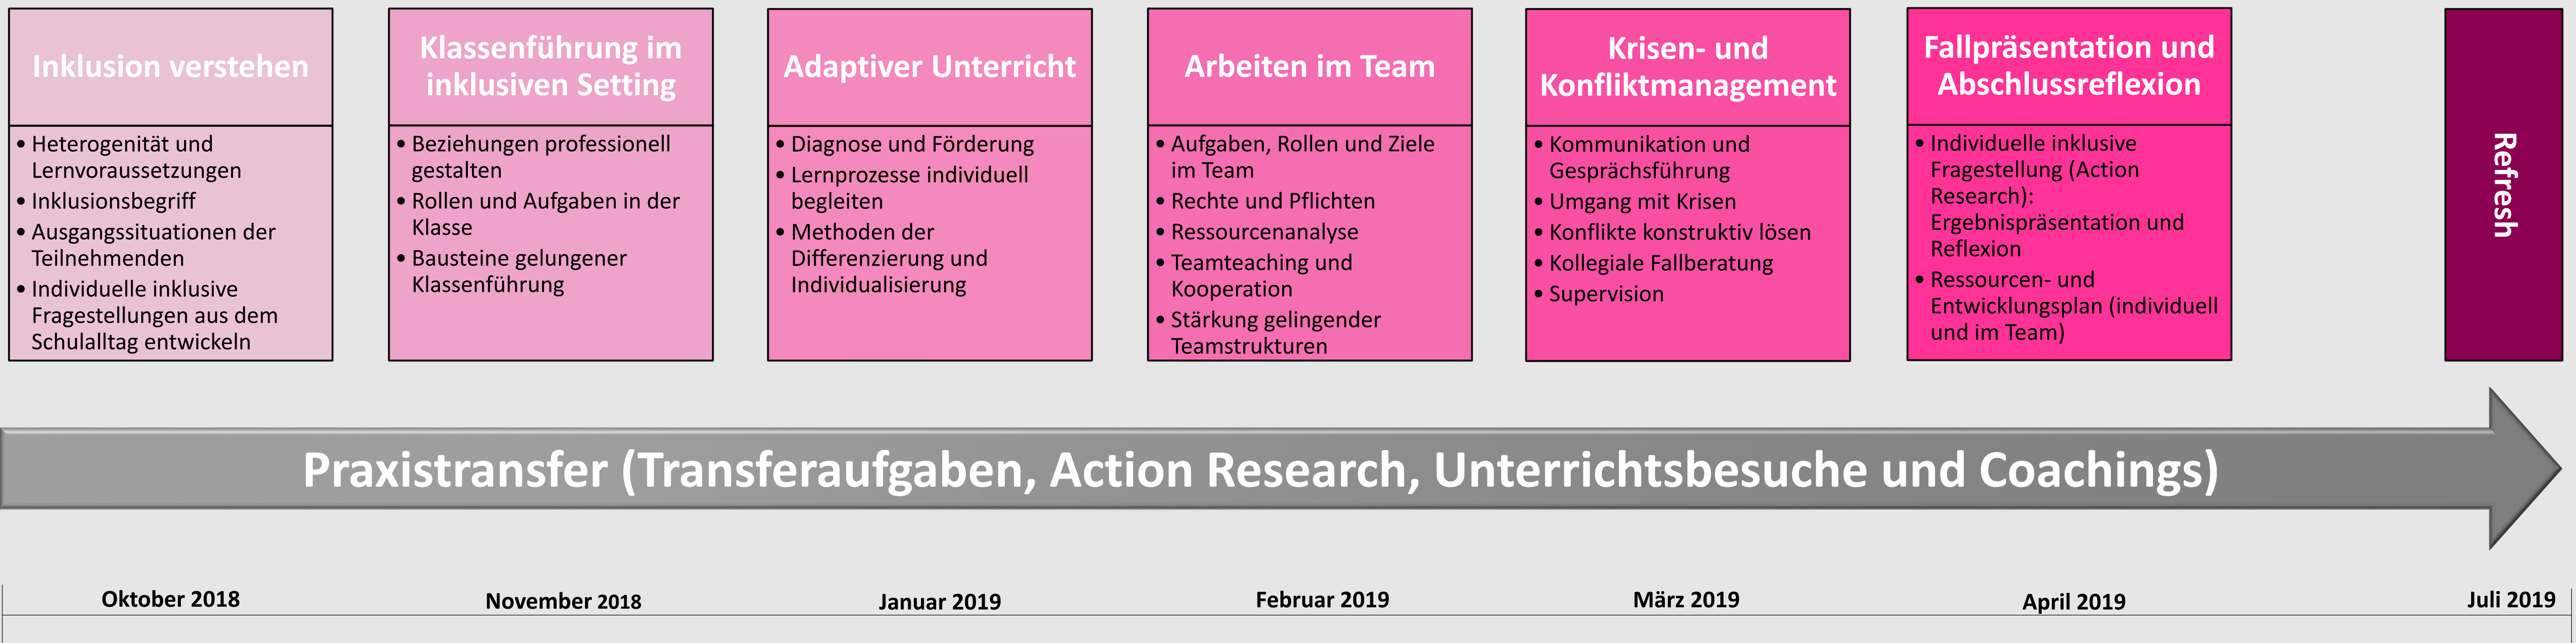 Inklusion verstehen
• Heterogenität und
Lernvoraussetzungen
• Inklusionsbegriff
• Ausgangssituationen der
Teilnehmenden
• Individuelle inklusive
Fragestellungen aus dem
Schulalltag entwickeln
Klassenführung im
inklusiven Setting
• Beziehungen professionell
gestalten
• Rollen und Aufgaben in der
Klasse
• Bausteine gelungener
Klassenführung
Adaptiver Unterricht
• Diagnose und Förderung
• Lernprozesse individuell
begleiten
• Methoden der
Differenzierung und
Individualisierung
Arbeiten im Team
• Aufgaben, Rollen und Ziele
im Team
• Rechte und Pflichten
• Ressourcenanalyse
• Teamteaching und
Kooperation
• Stärkung gelingender
Teamstrukturen
Krisen- und
Konfliktmanagement
• Kommunikation und
Gesprächsführung
• Umgang mit Krisen
• Konflikte konstruktiv lösen
• Kollegiale Fallberatung
• Supervision
Fallpräsentation und
Abschlussreflexion
• Individuelle inklusive
Fragestellung (Action
Research):
Ergebnispräsentation und
Reflexion
• Ressourcen- und
Entwicklungsplan (individuell
und im Team)
Refresh
Praxistransfer (Transferaufgaben, Action Research, Unterrichtsbesuche und Coachings)
Oktober 2018
November 2018
Januar 2019
Februar 2019
März 2019
April 2019
Juli 2019